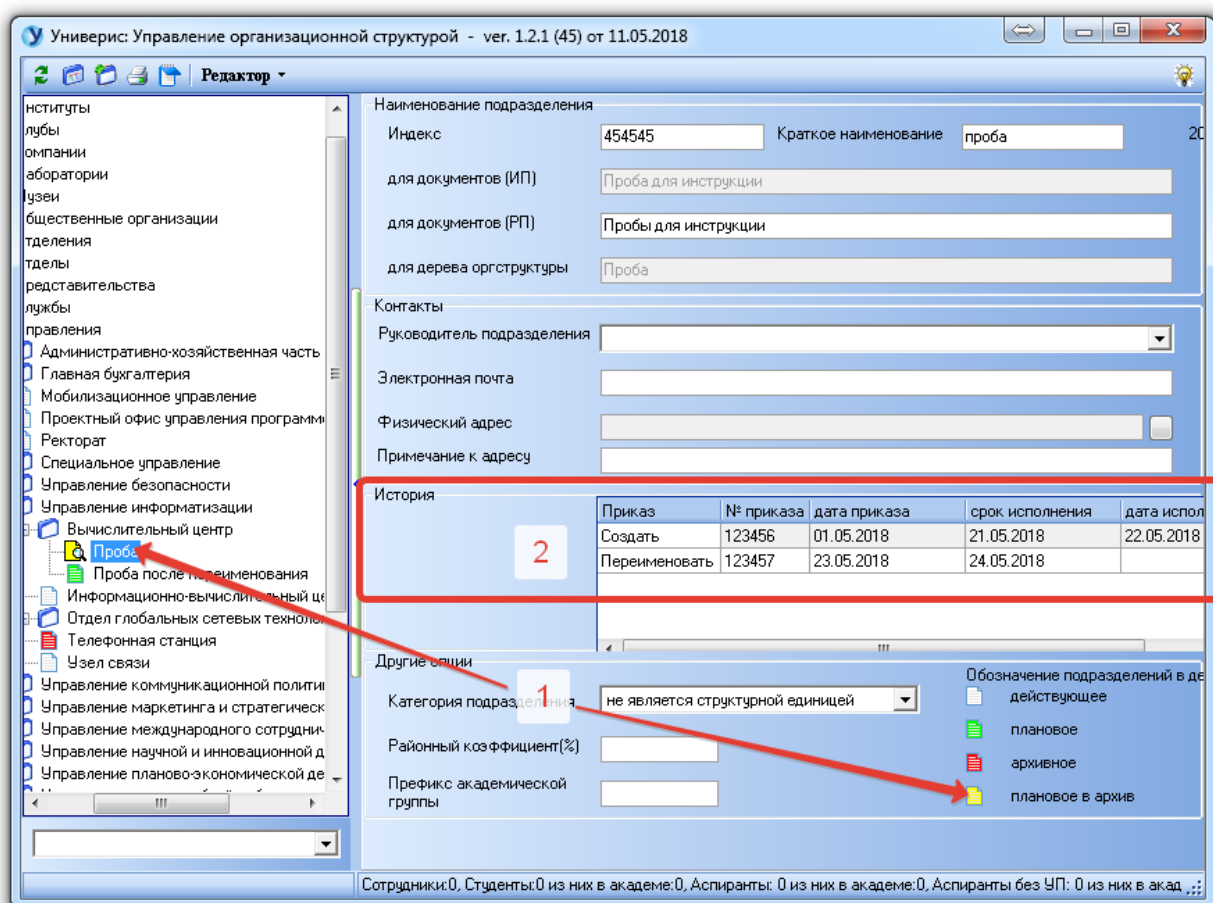 Универис: Управление организационной структурой - ver. 1.2.1 (45) от 11.05.2018
Редактор
нституты
лубы
омпании
аборатории
узеи
бщественные организации
тделения
тделы
редставительства
лужбы
правления
Административно-хозяйственная часть
Главная бухгалтерия
Мобилизационное управление
Проектный офис управления программ
Ректорат
Специальное управление
Управление безопасности
Управление информатизации
Вычислительный центр
Проба
Проба после переименования
Информационно-вычислительный це
Отдел глобальных сетевых техноло
Телефонная станция
Узел связи
Управление коммуникационной полити
Управление маркетинга и стратегическ
Управление международного сотруднич
Управление научной и инновационной д
Управление планово-экономической де
Наименование подразделения
Индекс 454545 Краткое наименование проба 20
для документов (ИП) Проба для инструкции
для документов (РП) Пробы для инструкции
для дерева оргструктуры Проба
Контакты
Руководитель подразделения
Электронная почта
Физический адрес
Примечание к адресу
История
2
Приказ № приказа дата приказа срок исполнения дата испол
Создать 123456 01.05.2018 21.05.2018 22.05.2018
Переименовать 123457 23.05.2018 24.05.2018
Другие опции
1
Категория подразделения не является структурной единицей
Районный коэффициент(%)
Префикс академической
группы
Обозначение подразделений в де
действующее
плановое
архивное
плановое в архив
Сотрудники:0, Студенты:0 из них в академе:0, Аспиранты: 0 из них в академе:0, Аспиранты без УП: 0 из них в акад